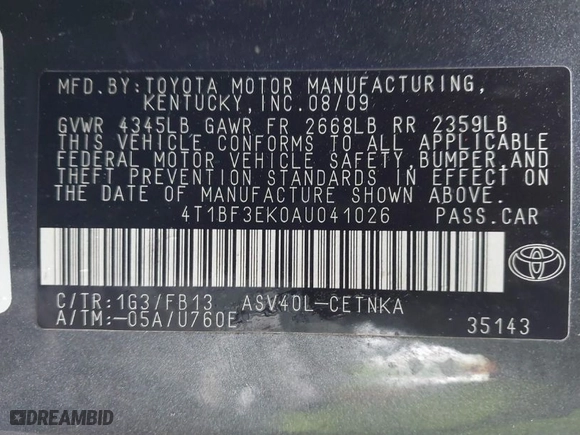 MFD.BY:TOYOTA MOTOR MANUFACTURING,
KENTUCKY,INC.08/09
GVWR 4345LB GAWR FR 2668LB RR 2359LB
THIS VEHICLE CONFORMS TO ALL APPLICABLE
FEDERAL MOTOR VEHICLE SAFETY,BUMPER,AND
THEFT PREVENTION STANDARDS IN EFFECT ON
THE DATE OF MANUFACTURE SHOWN ABOVE.
4T1BF3EK0AU041026 PASS.CAR
C/TR:1G3/FB13 ASV40L-CETNKA
A/TM:-05A/U760E 35143
DREAMBID